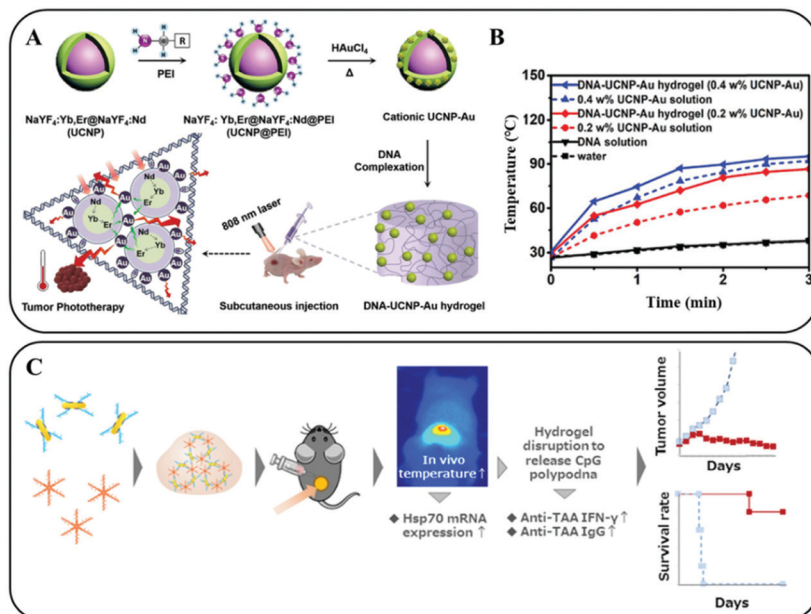 A
PEI
HAuCl4
Δ
NaYF4:Yb,Er@NaYF4:Nd
(UCNP)
NaYF4: Yb,Er@NaYF4:Nd@PEI
(UCNP@PEI)
Cationic UCNP-Au
DNA
Complexation
808 nm laser
Nd
Yb
Er
Au
Tumor Phototherapy
Subcutaneous injection
DNA-UCNP-Au hydrogel
B
Temperature (°C)
150
120
90
60
30
DNA-UCNP-Au hydrogel (0.4 w% UCNP-Au)
0.4 w% UCNP-Au solution
DNA-UCNP-Au hydrogel (0.2 w% UCNP-Au)
0.2 w% UCNP-Au solution
DNA solution
water
0 1 2 3
Time (min)
C
In vivo
temperature ↑
Hsp70 mRNA
expression ↑
Hydrogel
disruption to
release CpG
polypodna
Anti-TAA IFN-γ ↑
Anti-TAA IgG ↑
Tumor volume
Days
Survival rate
Days